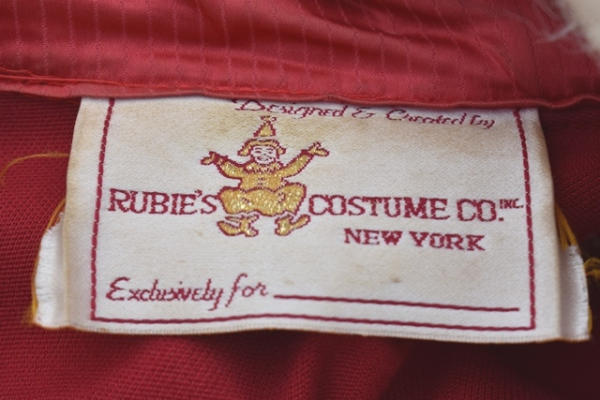 Designed & Created by
RUBIE'S COSTUME CO. INC.
NEW YORK
Exclusively for